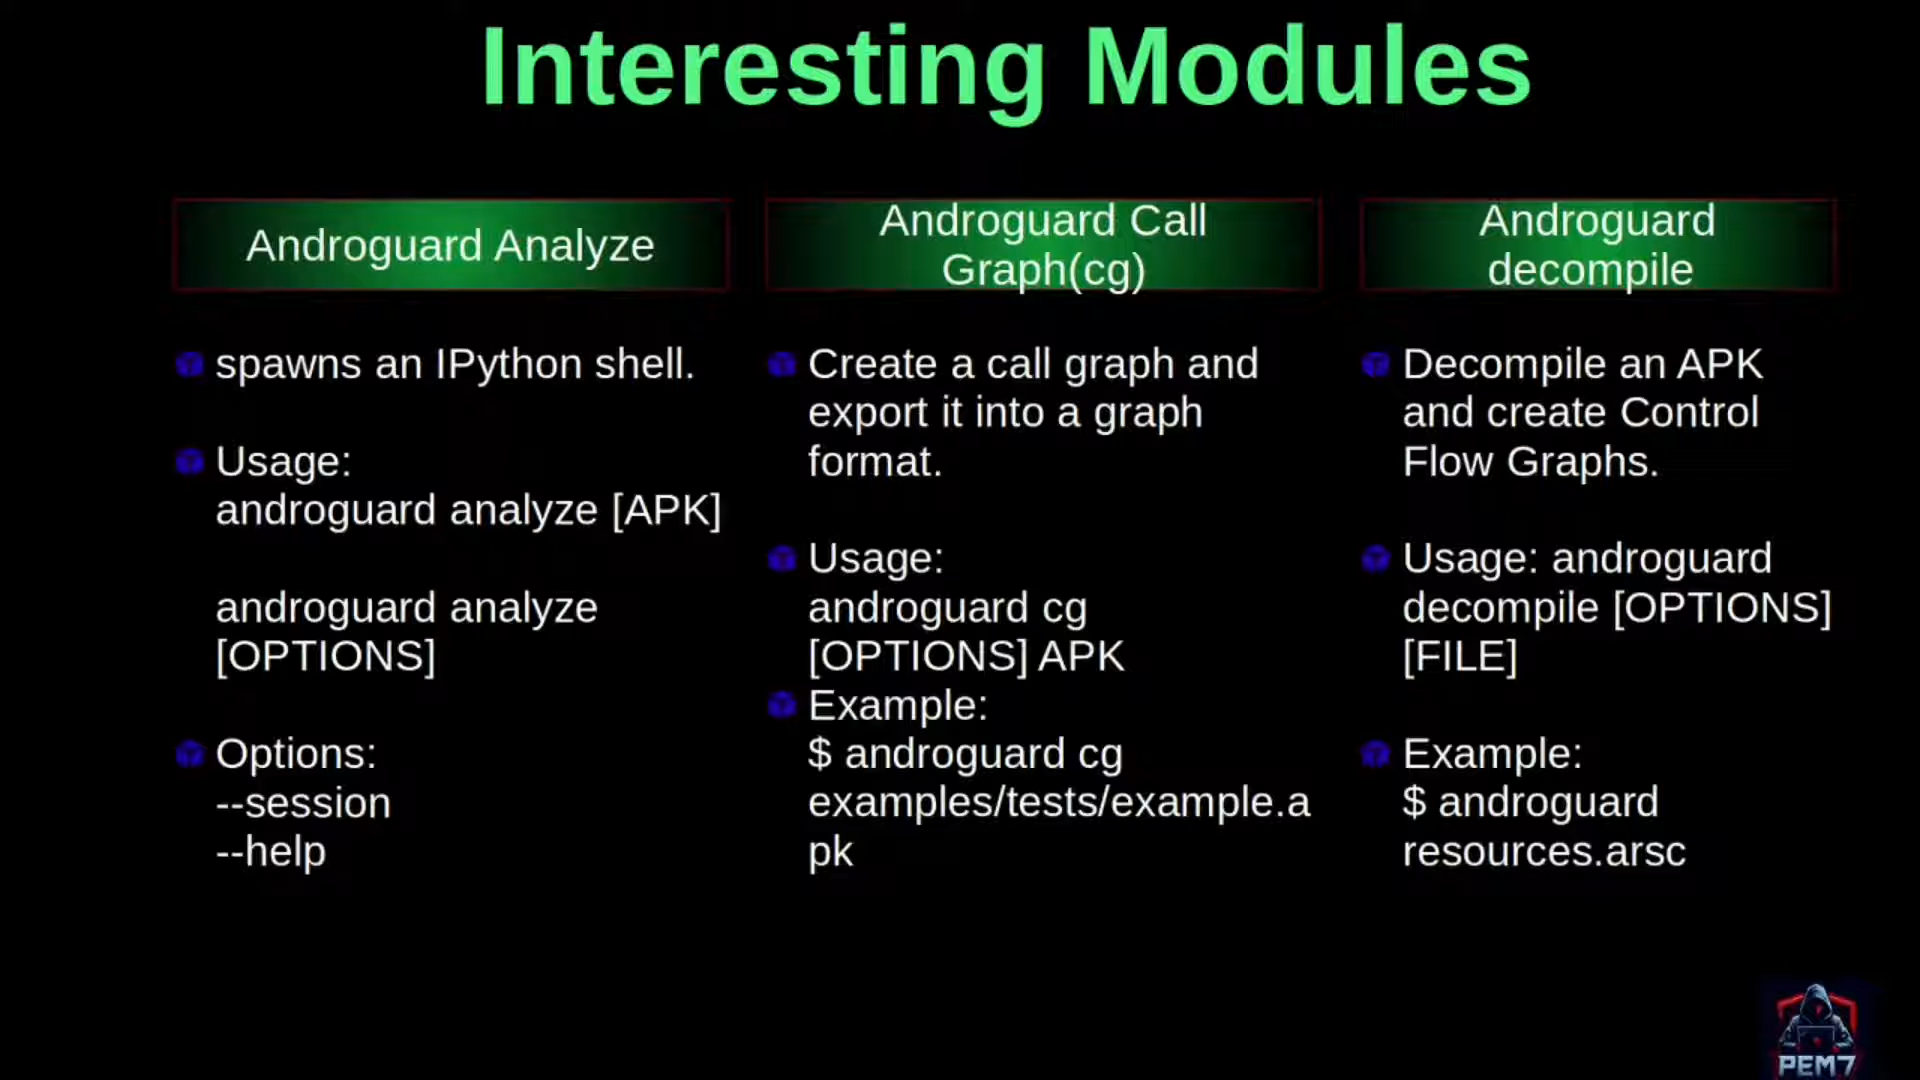 Interesting Modules
Androguard Analyze
spawns an IPython shell.
Usage:
androguard analyze [APK]
androguard analyze
[OPTIONS]
Options:
--session
--help
Androguard Call
Graph(cg)
Create a call graph and
export it into a graph
format.
Usage:
androguard cg
[OPTIONS] APK
Example:
$ androguard cg
examples/tests/example.a
pk
Androguard
decompile
Decompile an APK
and create Control
Flow Graphs.
Usage: androguard
decompile [OPTIONS]
[FILE]
Example:
$ androguard
resources.arsc
PEM7